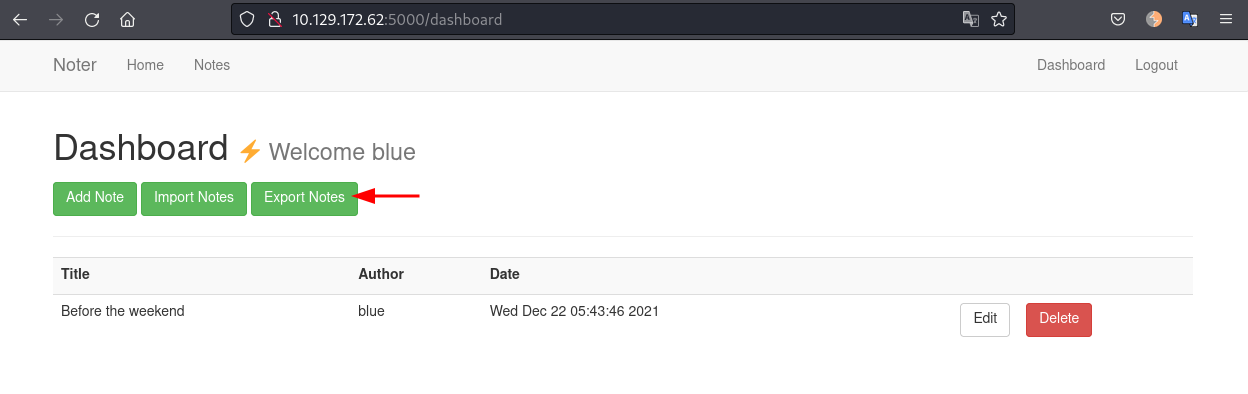 10.129.172.62:5000/dashboard
Noter Home Notes Dashboard Logout
Dashboard ⚡ Welcome blue
Add Note Import Notes Export Notes
Title Author Date
Before the weekend blue Wed Dec 22 05:43:46 2021 Edit Delete